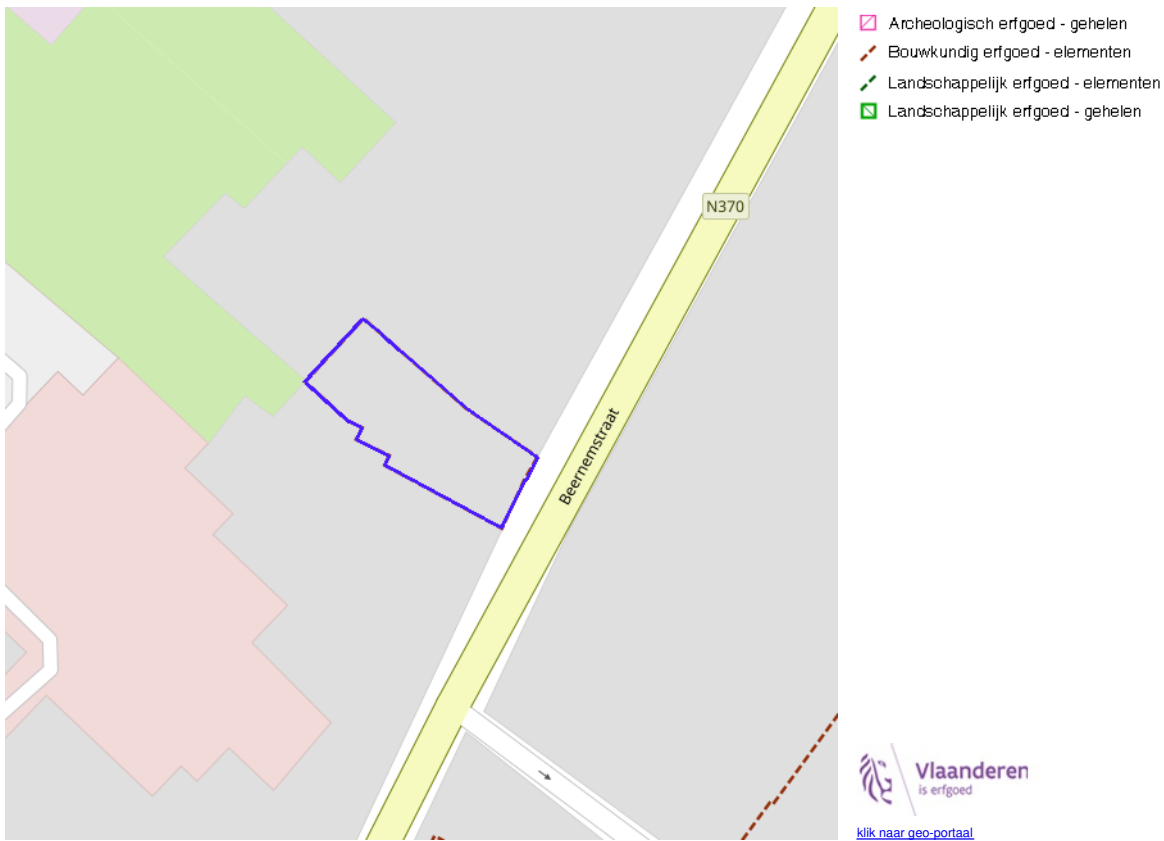 Archeologisch erfgoed - gehelen
Bouwkundig erfgoed - elementen
Landschappelijk erfgoed - elementen
Landschappelijk erfgoed - gehelen
N370
Beernemstraat
Vlaanderen
is erfgoed
klik naar geo-portaal